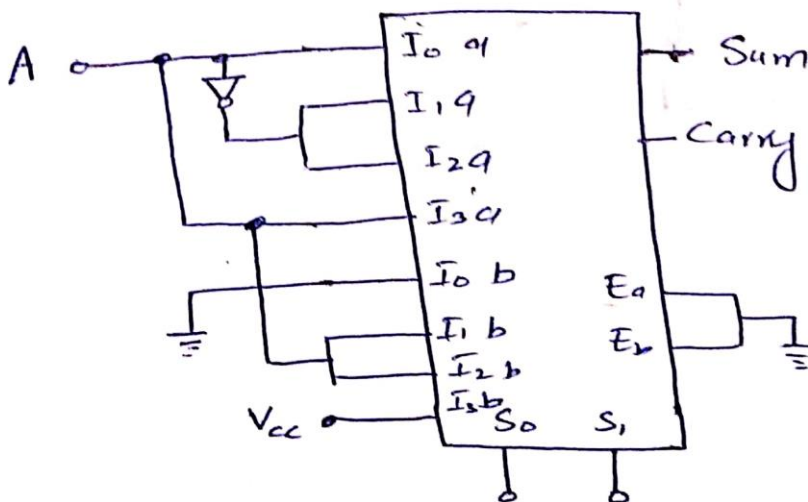 A
I0 a
Sum
I1 a
Carry
I2 a
I3 a
I0 b
Ea
I1 b
Eb
I2 b
I3 b
Vcc
S0
S1